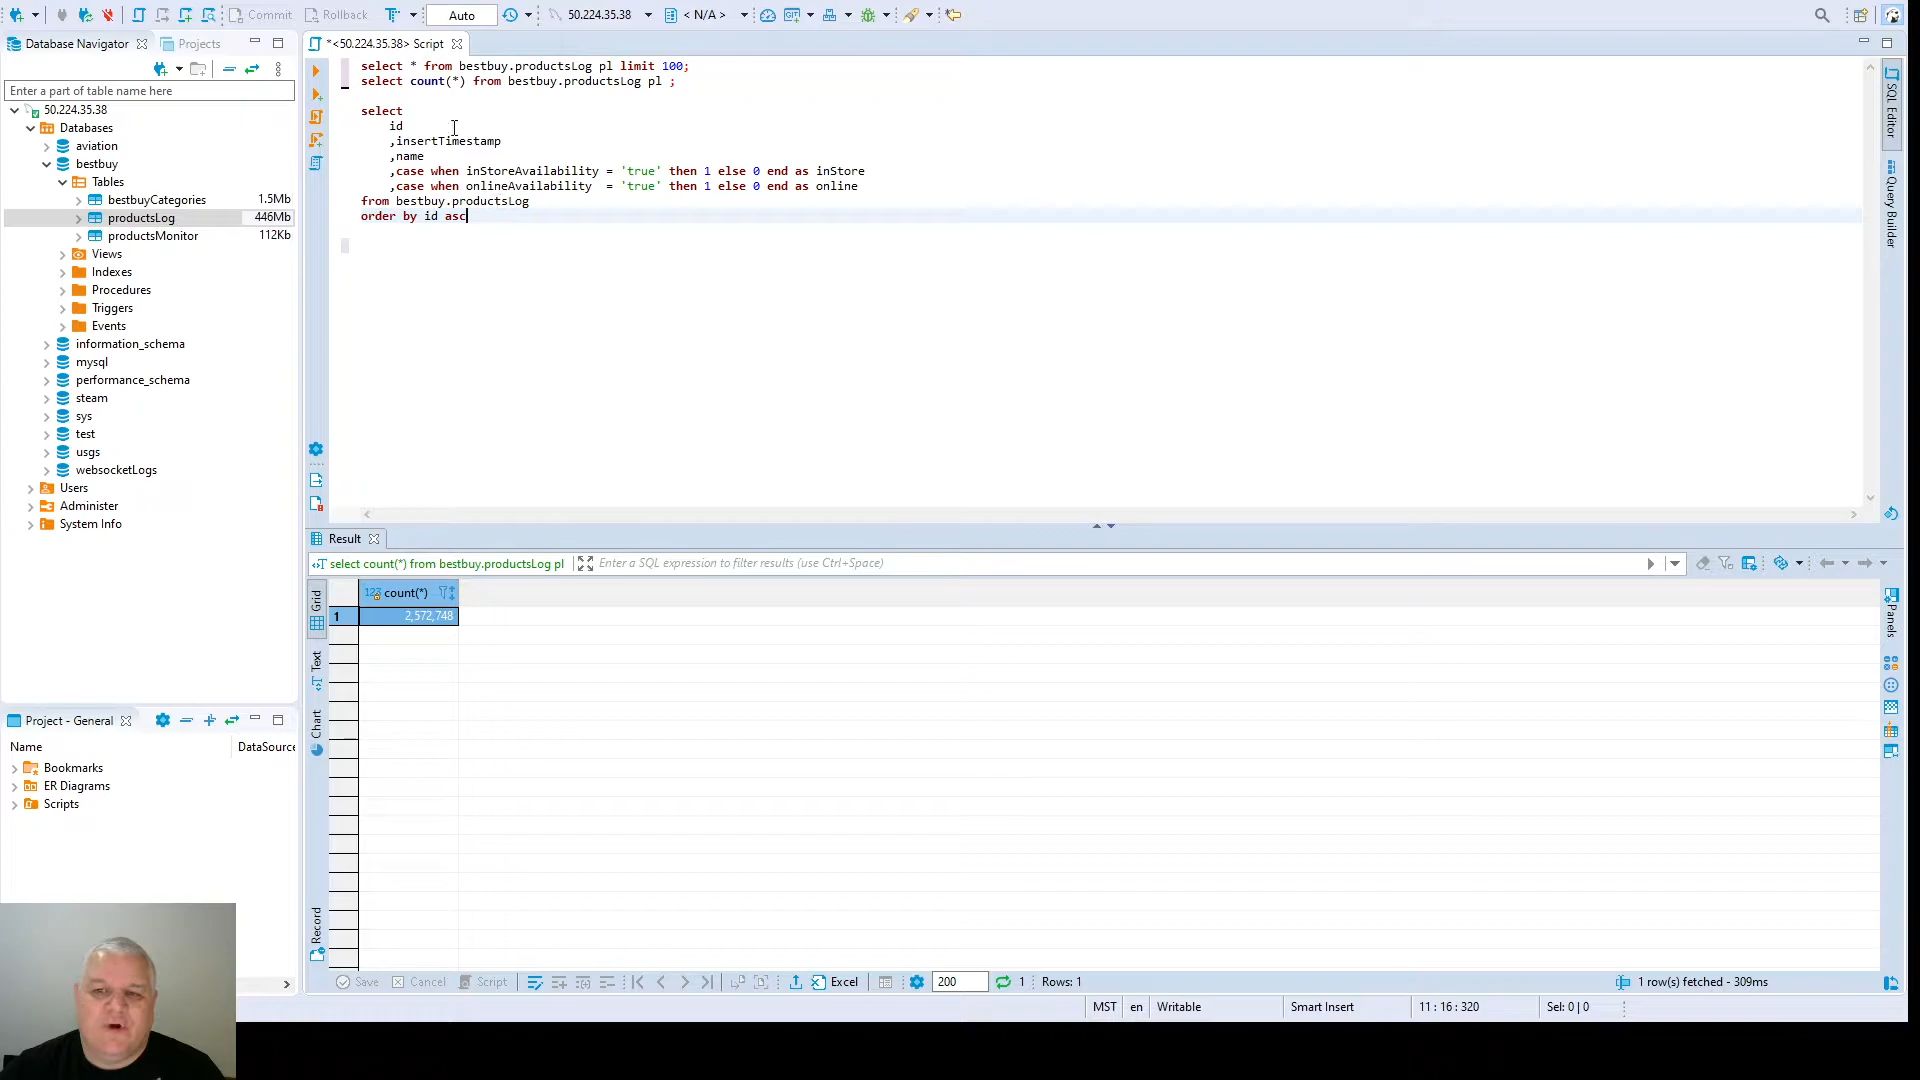 Commit
Rollback
Auto
50.224.35.38
< N/A >
Database Navigator
Projects
*<50.224.35.38> Script
Enter a part of table name here
50.224.35.38
Databases
aviation
bestbuy
Tables
bestbuyCategories 1.5Mb
productsLog 446Mb
productsMonitor 112Kb
Views
Indexes
Procedures
Triggers
Events
information_schema
mysql
performance_schema
steam
sys
test
usgs
websocketLogs
Users
Administer
System Info
select * from bestbuy.productsLog pl limit 100;
select count(*) from bestbuy.productsLog pl ;
select
id
,insertTimestamp
,name
,case when inStoreAvailability = 'true' then 1 else 0 end as inStore
,case when onlineAvailability  = 'true' then 1 else 0 end as online
from bestbuy.productsLog
order by id asc
SQL Editor
Query Builder
Result
select count(*) from bestbuy.productsLog pl
Enter a SQL expression to filter results (use Ctrl+Space)
Grid
Text
Chart
Record
123 count(*)
1 2,572,748
Panels
Project - General
Name DataSource
Bookmarks
ER Diagrams
Scripts
Save
Cancel
Script
Excel
200
1
Rows: 1
1 row(s) fetched - 309ms
MST
en
Writable
Smart Insert
11 : 16 : 320
Sel: 0 | 0